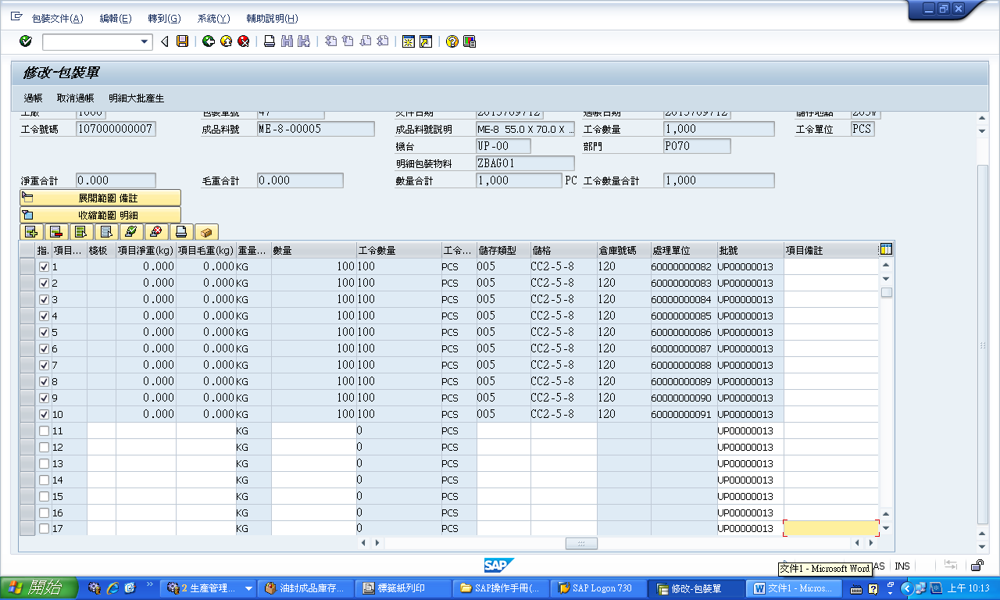 包裝文件(A) 編輯(E) 轉到(G) 系統(Y) 輔助說明(H)
修改-包裝單
過帳 取消過帳 明細大批產生
工廠 1000 包裝單號 47 文件日期 2015/09/12 過帳日期 2015/09/12 儲存地點
工令號碼 107000000007 成品料號 ME-8-00005 成品料號說明 ME-8 55.0 X 70.0 X ... 工令數量 1,000 工令單位 PCS
機台 UP-00 部門 P070
明細包裝物料 ZBAG01
淨重合計 0.000 毛重合計 0.000 數量合計 1,000 PC 工令數量合計 1,000
展開範圍 備註
收縮範圍 明細
指. 項目... 棧板 項目淨重(kg) 項目毛重(kg) 重量... 數量 工令數量 工令... 儲存類型 儲格 倉庫號碼 處理單位 批號 項目備註
1 0.000 0.000 KG 100 100 PCS 005 CC2-5-8 120 60000000082 UP00000013
2 0.000 0.000 KG 100 100 PCS 005 CC2-5-8 120 60000000083 UP00000013
3 0.000 0.000 KG 100 100 PCS 005 CC2-5-8 120 60000000084 UP00000013
4 0.000 0.000 KG 100 100 PCS 005 CC2-5-8 120 60000000085 UP00000013
5 0.000 0.000 KG 100 100 PCS 005 CC2-5-8 120 60000000086 UP00000013
6 0.000 0.000 KG 100 100 PCS 005 CC2-5-8 120 60000000087 UP00000013
7 0.000 0.000 KG 100 100 PCS 005 CC2-5-8 120 60000000088 UP00000013
8 0.000 0.000 KG 100 100 PCS 005 CC2-5-8 120 60000000089 UP00000013
9 0.000 0.000 KG 100 100 PCS 005 CC2-5-8 120 60000000090 UP00000013
10 0.000 0.000 KG 100 100 PCS 005 CC2-5-8 120 60000000091 UP00000013
11 KG 0 PCS UP00000013
12 KG 0 PCS UP00000013
13 KG 0 PCS UP00000013
14 KG 0 PCS UP00000013
15 KG 0 PCS UP00000013
16 KG 0 PCS UP00000013
17 KG 0 PCS UP00000013
SAP AS INS
文件1 - Microsoft Word
開始 2 生產管理... 油封成品庫存... 標籤紙列印 SAP操作手冊(... SAP Logon 730 修改-包裝單 文件1 - Micros... 上午 10:13